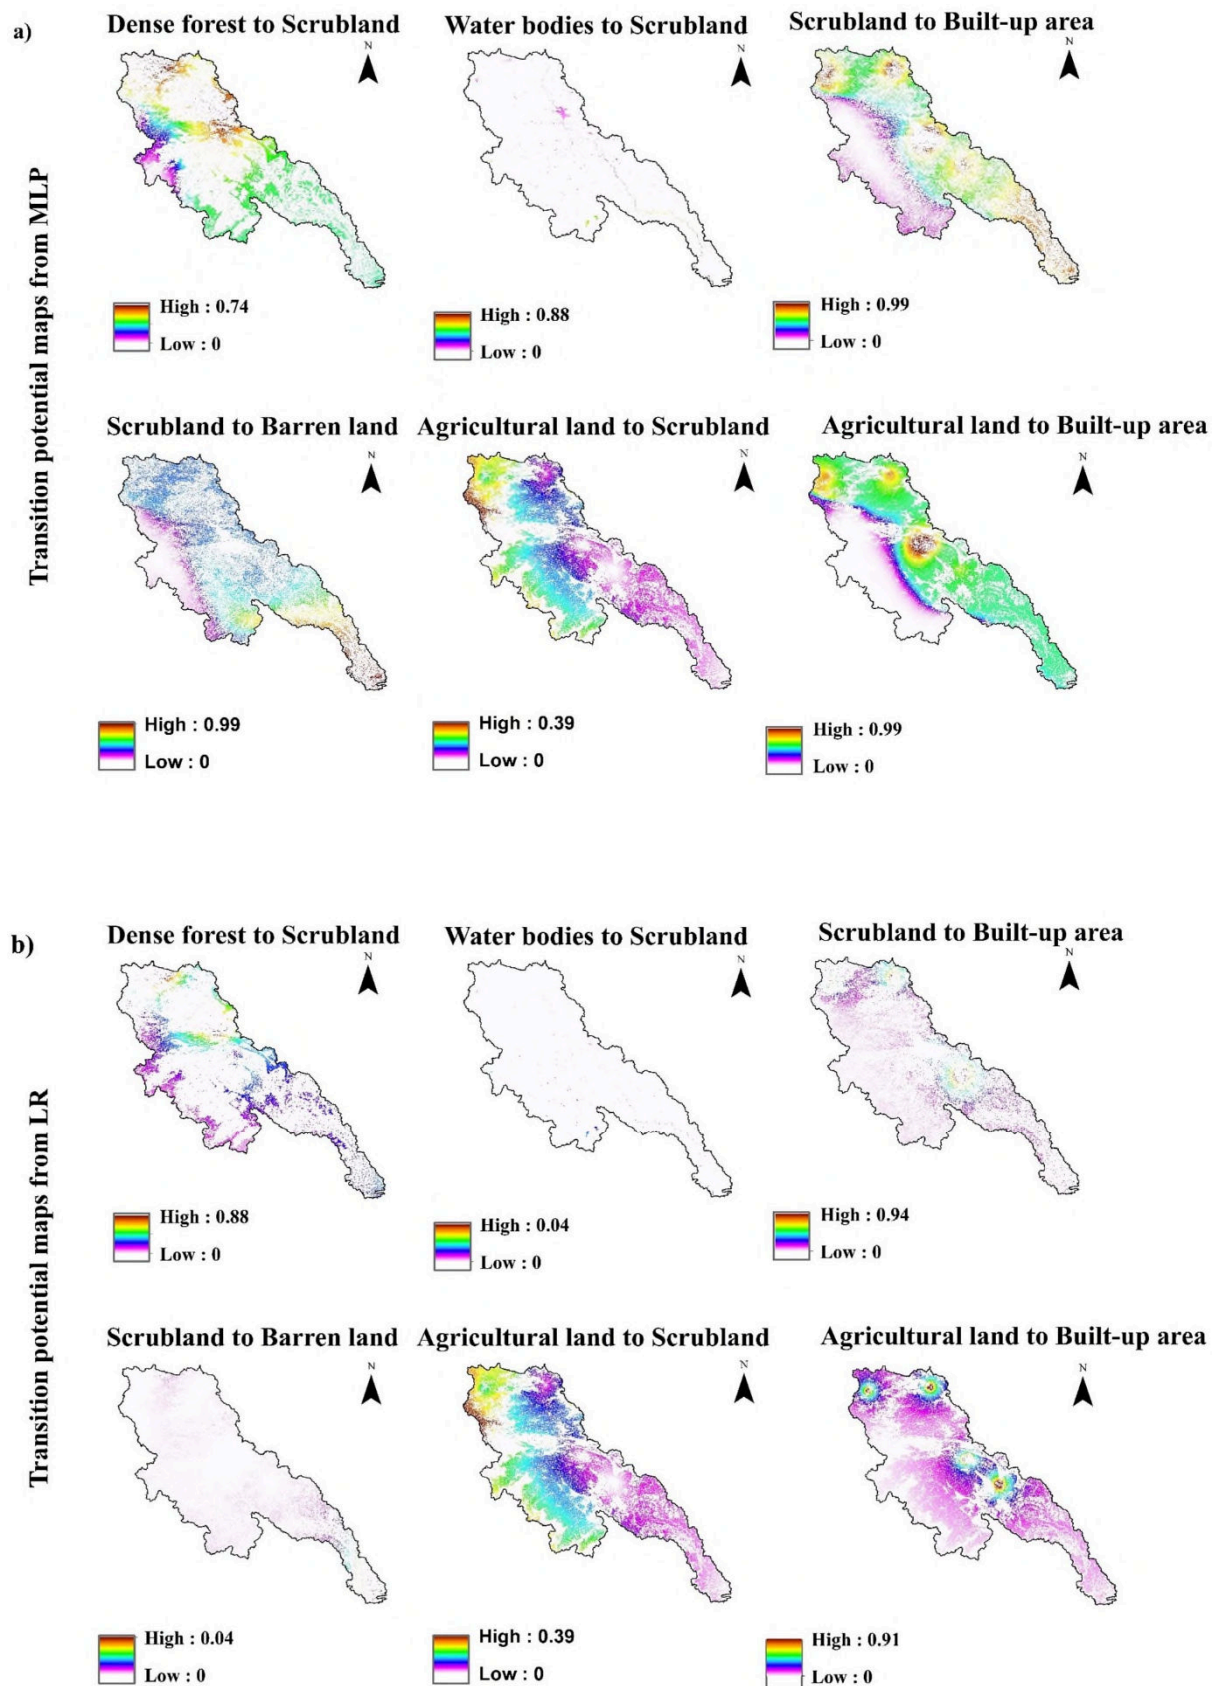 a)
Transition potential maps from MLP
Dense forest to Scrubland
N
High : 0.74
Low : 0
Water bodies to Scrubland
N
High : 0.88
Low : 0
Scrubland to Built-up area
N
High : 0.99
Low : 0
Scrubland to Barren land
N
High : 0.99
Low : 0
Agricultural land to Scrubland
N
High : 0.39
Low : 0
Agricultural land to Built-up area
N
High : 0.99
Low : 0
b)
Transition potential maps from LR
Dense forest to Scrubland
N
High : 0.88
Low : 0
Water bodies to Scrubland
N
High : 0.04
Low : 0
Scrubland to Built-up area
N
High : 0.94
Low : 0
Scrubland to Barren land
N
High : 0.04
Low : 0
Agricultural land to Scrubland
N
High : 0.39
Low : 0
Agricultural land to Built-up area
N
High : 0.91
Low : 0